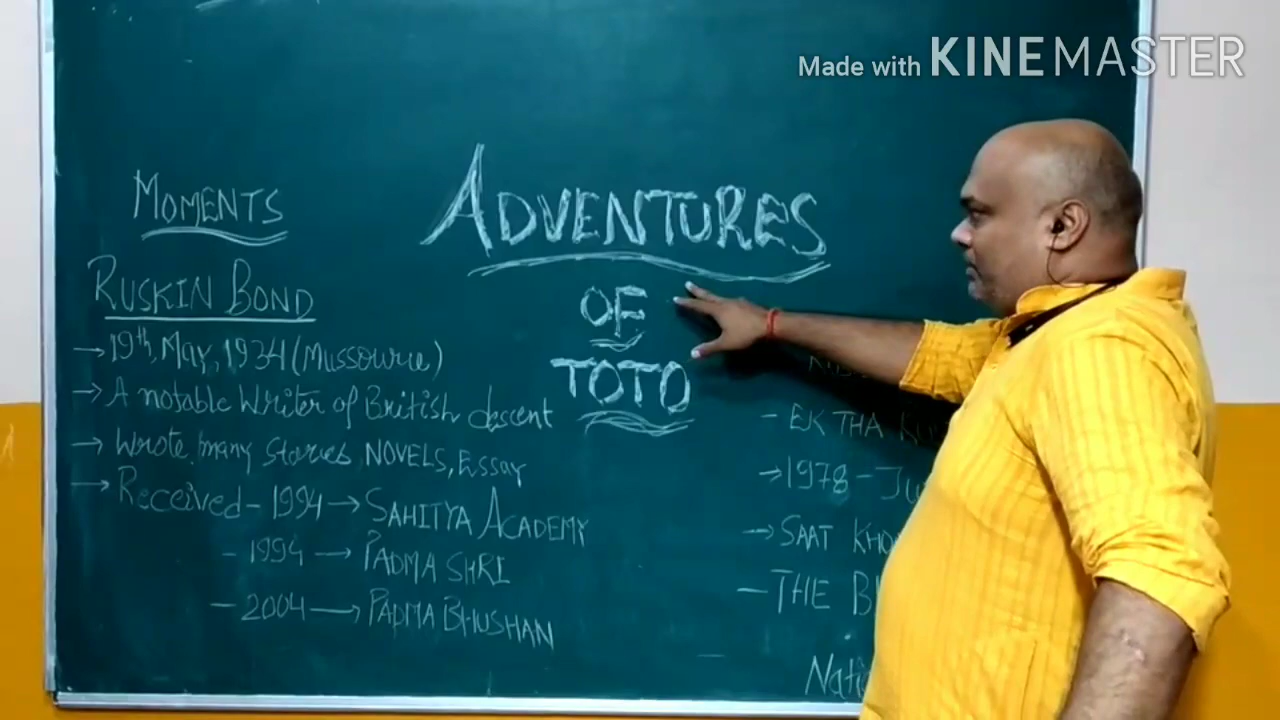 Made with KINEMASTER
MOMENTS
ADVENTURES
OF
TOTO
RUSKIN BOND
→ 19th, May, 1934 (Mussourie)
→ A notable Writer of British descent
→ Wrote many stories, NOVELS, Essay
→ Received - 1994 → SAHITYA ACADEMY
- 1994 → PADMA SHRI
- 2004 → PADMA BHUSHAN
- EK THA
→ 1978 -
→ SAAT
- THE